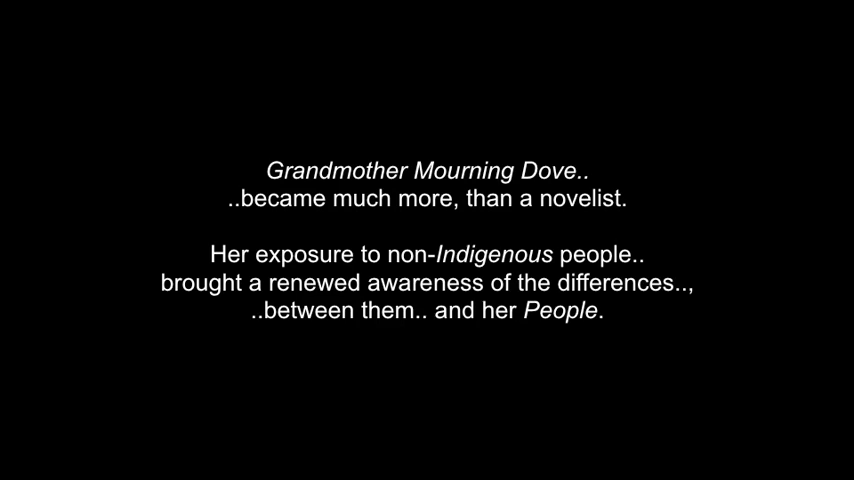 Grandmother Mourning Dove..
..became much more, than a novelist.
Her exposure to non-Indigenous people..
brought a renewed awareness of the differences..,
..between them.. and her People.